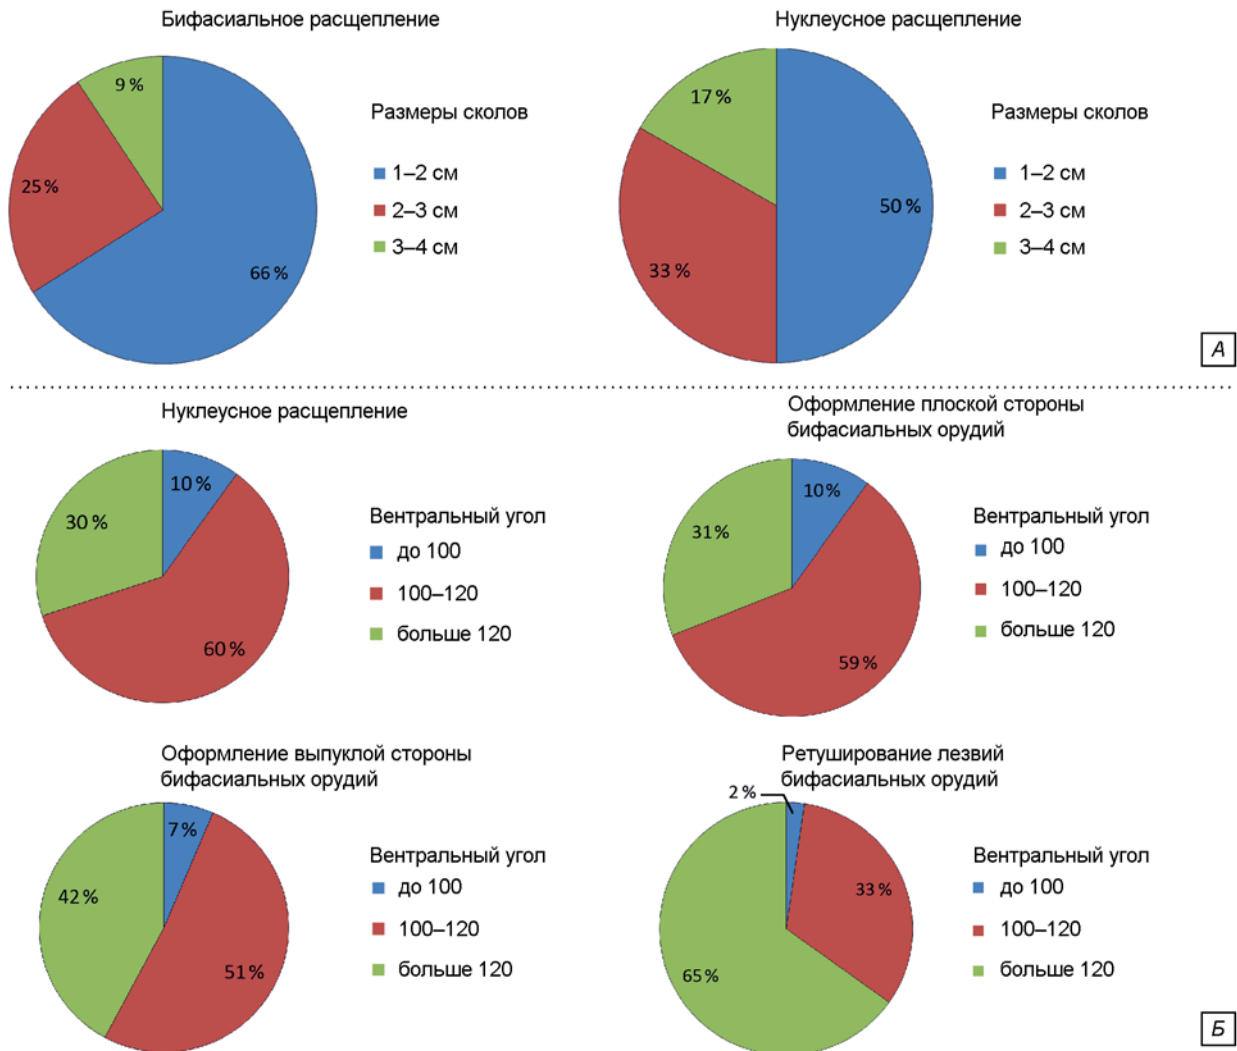 Бифасиальное расщепление
9 %
25 %
66 %
Размеры сколов
1–2 см
2–3 см
3–4 см
Нуклеусное расщепление
17 %
50 %
33 %
Размеры сколов
1–2 см
2–3 см
3–4 см
А
Нуклеусное расщепление
10 %
30 %
60 %
Вентральный угол
до 100
100–120
больше 120
Оформление плоской стороны
бифасиальных орудий
10 %
31 %
59 %
Вентральный угол
до 100
100–120
больше 120
Оформление выпуклой стороны
бифасиальных орудий
7 %
42 %
51 %
Вентральный угол
до 100
100–120
больше 120
Ретуширование лезвий
бифасиальных орудий
2 %
33 %
65 %
Вентральный угол
до 100
100–120
больше 120
Б